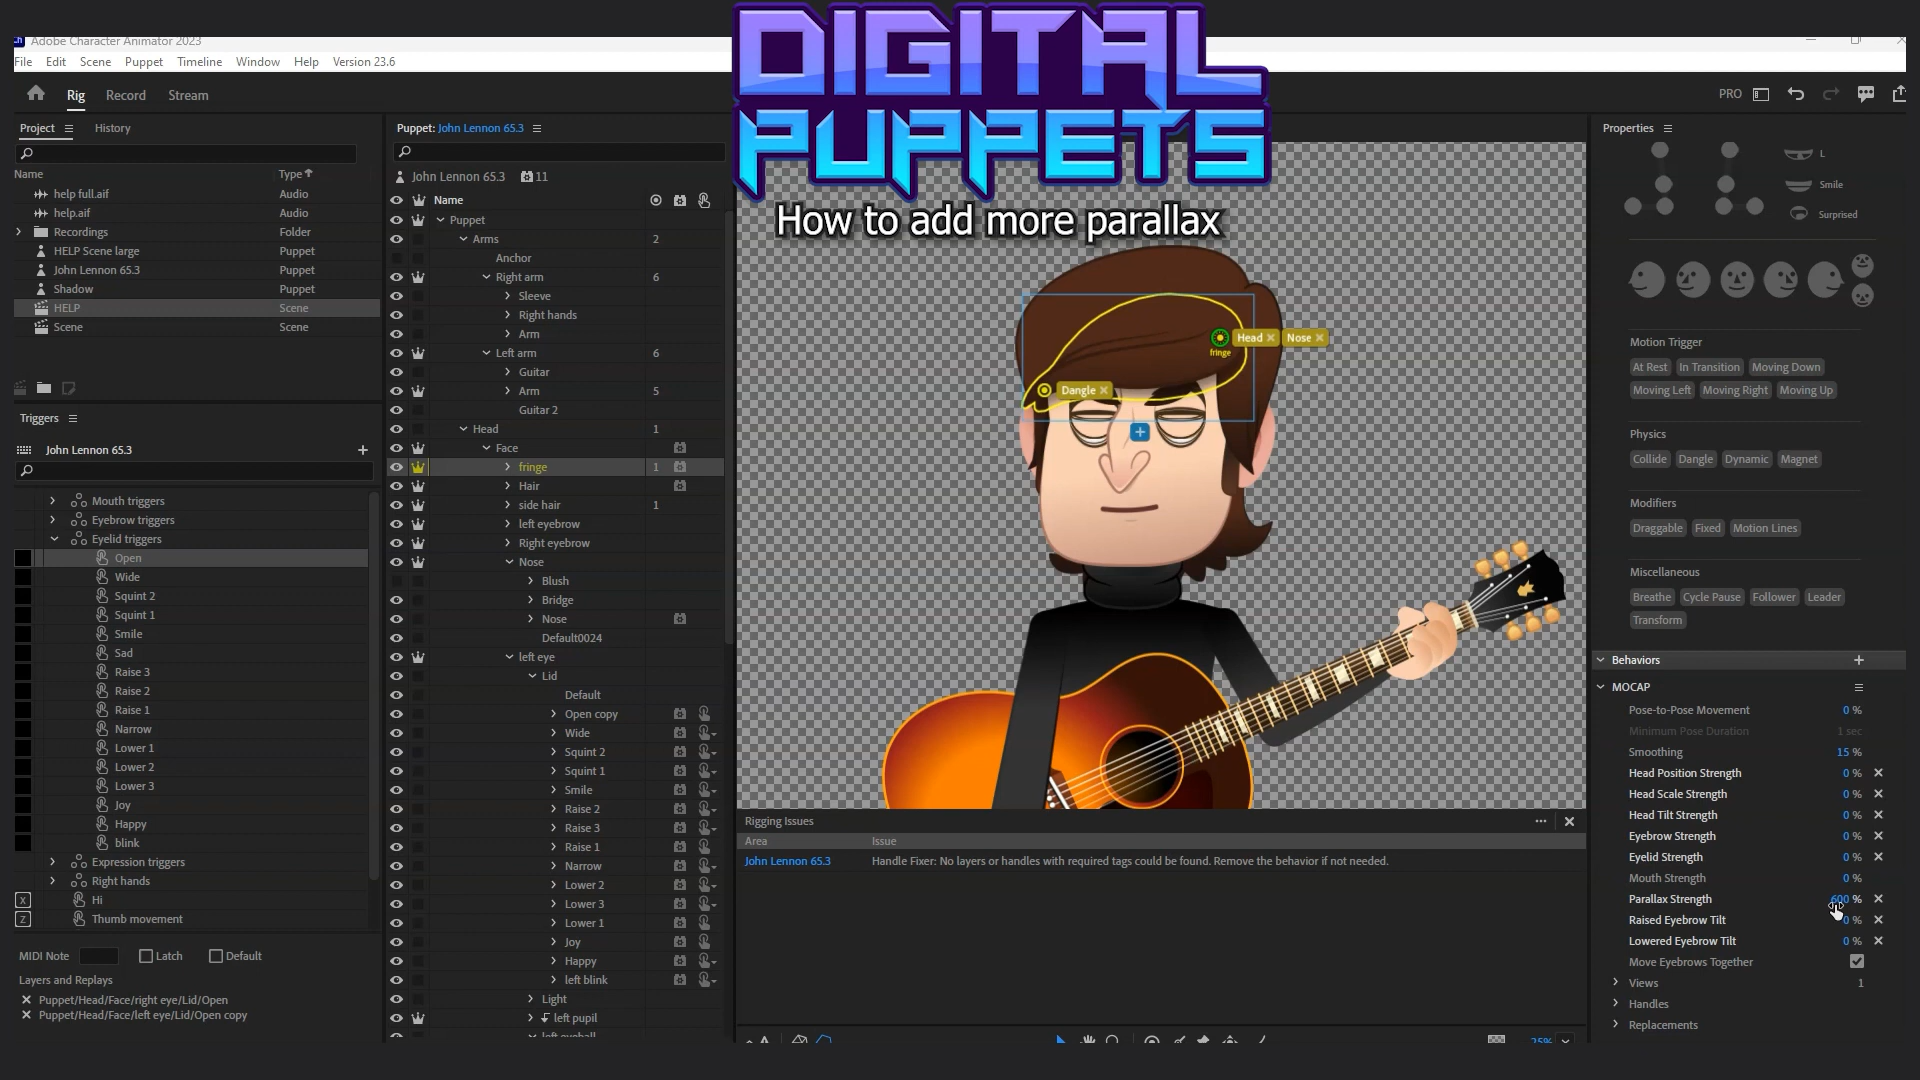 DIGITAL
PUPPETS
How to add more parallax
Adobe Character Animator 2023
File Edit Scene Puppet Timeline Window Help Version 23.6
Rig Record Stream
PRO
Project
History
Name Type
help full.aif Audio
help.aif Audio
Recordings Folder
HELP Scene large Puppet
John Lennon 65.3 Puppet
Shadow Puppet
HELP Scene
Scene Scene
Triggers
John Lennon 65.3
Mouth triggers
Eyebrow triggers
Eyelid triggers
Open
Wide
Squint 2
Squint 1
Smile
Sad
Raise 3
Raise 2
Raise 1
Narrow
Lower 1
Lower 2
Lower 3
Joy
Happy
blink
Expression triggers
Right hands
X Hi
Z Thumb movement
MIDI Note Latch Default
Layers and Replays
Puppet/Head/Face/right eye/Lid/Open
Puppet/Head/Face/left eye/Lid/Open copy
Puppet: John Lennon 65.3
John Lennon 65.3 11
Name
Puppet
Arms 2
Anchor
Right arm 6
Sleeve
Right hands
Arm
Left arm 6
Guitar
Arm 5
Guitar 2
Head 1
Face
fringe 1
Hair
side hair 1
left eyebrow
Right eyebrow
Nose
Blush
Bridge
Nose
Default0024
left eye
Lid
Default
Open copy
Wide
Squint 2
Squint 1
Smile
Raise 2
Raise 3
Raise 1
Narrow
Lower 2
Lower 3
Lower 1
Joy
Happy
left blink
Light
left pupil
left eyeball
Head Nose
fringe
Dangle
Rigging Issues
Area Issue
John Lennon 65.3 Handle Fixer: No layers or handles with required tags could be found. Remove the behavior if not needed.
25%
Properties
L
Smile
Surprised
Motion Trigger
At Rest In Transition Moving Down
Moving Left Moving Right Moving Up
Physics
Collide Dangle Dynamic Magnet
Modifiers
Draggable Fixed Motion Lines
Miscellaneous
Breathe Cycle Pause Follower Leader
Transform
Behaviors
MOCAP
Pose-to-Pose Movement 0 %
Minimum Pose Duration 1 sec
Smoothing 15 %
Head Position Strength 0 %
Head Scale Strength 0 %
Head Tilt Strength 0 %
Eyebrow Strength 0 %
Eyelid Strength 0 %
Mouth Strength 0 %
Parallax Strength 600 %
Raised Eyebrow Tilt 0 %
Lowered Eyebrow Tilt 0 %
Move Eyebrows Together
Views 1
Handles
Replacements